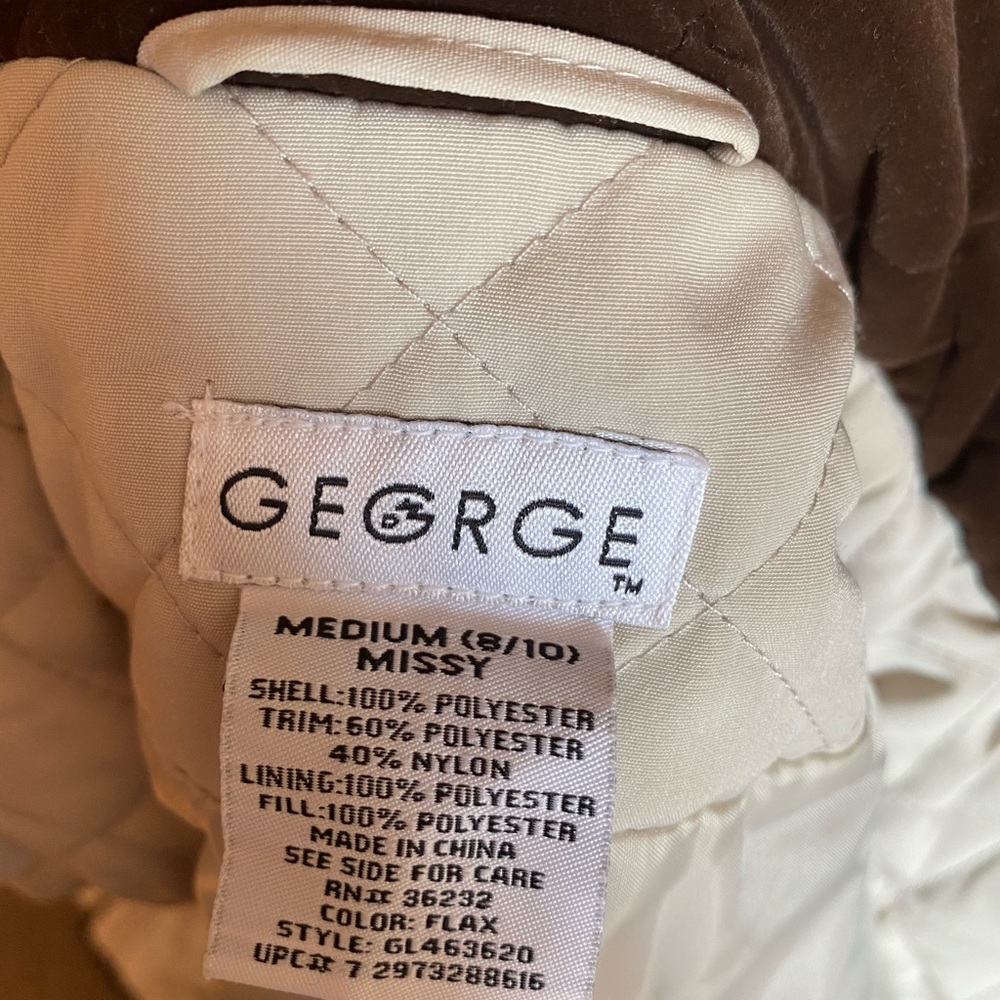 GEORGE
TM
MEDIUM (8/10)
MISSY
SHELL:100% POLYESTER
TRIM:60% POLYESTER
40% NYLON
LINING:100% POLYESTER
FILL:100% POLYESTER
MADE IN CHINA
SEE SIDE FOR CARE
RN# 36232
COLOR: FLAX
STYLE: GL463620
UPC# 7 2973288616